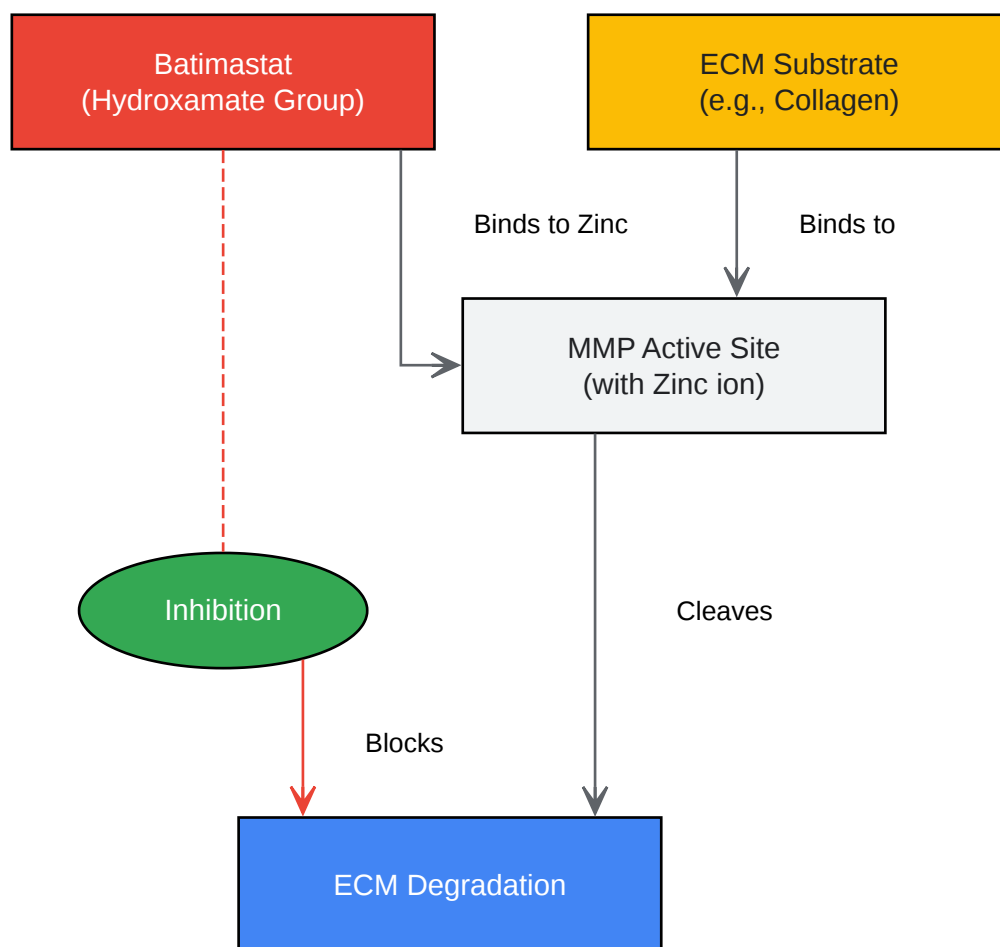 Batimastat
(Hydroxamate Group)
ECM Substrate
(e.g., Collagen)
Binds to Zinc
Binds to
MMP Active Site
(with Zinc ion)
Inhibition
Cleaves
Blocks
ECM Degradation